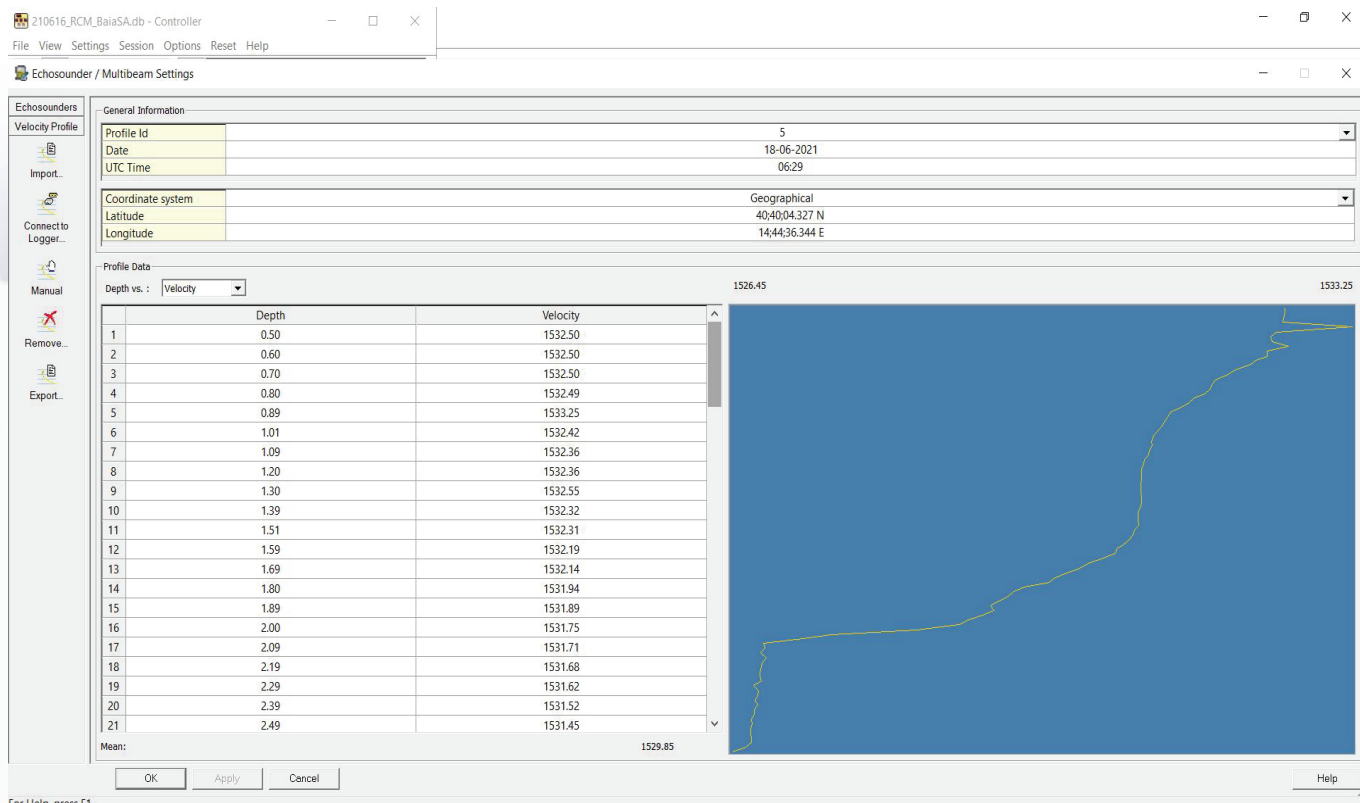 210616_RCM_BaiaSA.db - Controller
File View Settings Session Options Reset Help
Echosounder / Multibeam Settings
Echosounders
Velocity Profile
Import...
Connect to
Logger...
Manual
Remove...
Export...
General Information
Profile Id 5
Date 18-06-2021
UTC Time 06:29
Coordinate system Geographical
Latitude 40;40;04.327 N
Longitude 14;44;36.344 E
Profile Data
Depth vs. : Velocity
1526.45 1533.25
Depth Velocity
1 0.50 1532.50
2 0.60 1532.50
3 0.70 1532.50
4 0.80 1532.49
5 0.89 1533.25
6 1.01 1532.42
7 1.09 1532.36
8 1.20 1532.36
9 1.30 1532.55
10 1.39 1532.32
11 1.51 1532.31
12 1.59 1532.19
13 1.69 1532.14
14 1.80 1531.94
15 1.89 1531.89
16 2.00 1531.75
17 2.09 1531.71
18 2.19 1531.68
19 2.29 1531.62
20 2.39 1531.52
21 2.49 1531.45
Mean: 1529.85
OK Apply Cancel Help
For Help, press F1